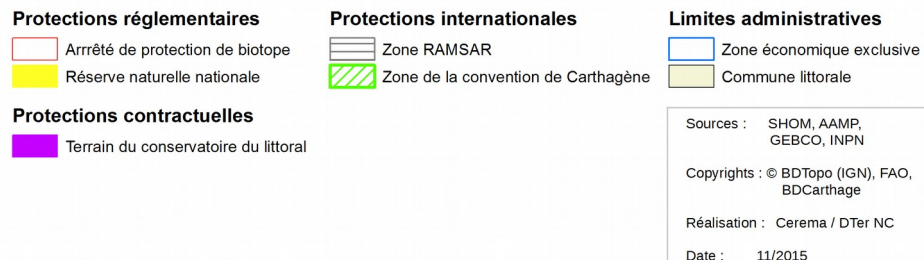 Protections réglementaires
Arrrêté de protection de biotope
Réserve naturelle nationale
Protections contractuelles
Terrain du conservatoire du littoral
Protections internationales
Zone RAMSAR
Zone de la convention de Carthagène
Limites administratives
Zone économique exclusive
Commune littorale
Sources : SHOM, AAMP,
GEBCO, INPN
Copyrights : © BDTopo (IGN), FAO,
BDCarthage
Réalisation : Cerema / DTer NC
Date : 11/2015